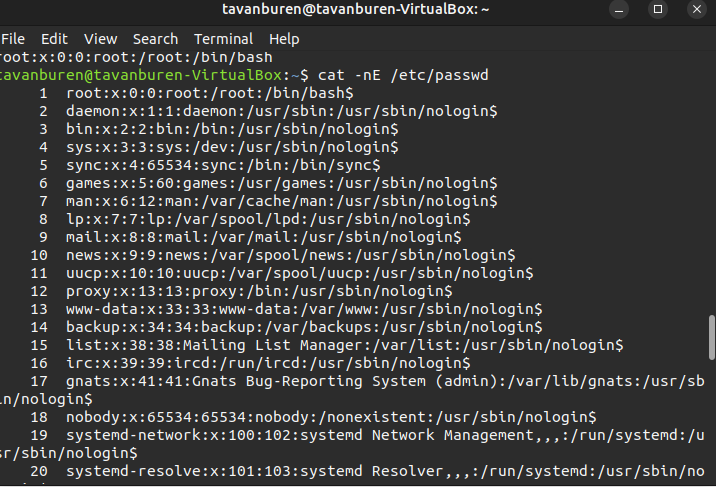 tavanburen@tavanburen-VirtualBox: ~
File Edit View Search Terminal Help
root:x:0:0:root:/root:/bin/bash
tavanburen@tavanburen-VirtualBox:~$ cat -nE /etc/passwd
1 root:x:0:0:root:/root:/bin/bash$
2 daemon:x:1:1:daemon:/usr/sbin:/usr/sbin/nologin$
3 bin:x:2:2:bin:/bin:/usr/sbin/nologin$
4 sys:x:3:3:sys:/dev:/usr/sbin/nologin$
5 sync:x:4:65534:sync:/bin:/bin/sync$
6 games:x:5:60:games:/usr/games:/usr/sbin/nologin$
7 man:x:6:12:man:/var/cache/man:/usr/sbin/nologin$
8 lp:x:7:7:lp:/var/spool/lpd:/usr/sbin/nologin$
9 mail:x:8:8:mail:/var/mail:/usr/sbin/nologin$
10 news:x:9:9:news:/var/spool/news:/usr/sbin/nologin$
11 uucp:x:10:10:uucp:/var/spool/uucp:/usr/sbin/nologin$
12 proxy:x:13:13:proxy:/bin:/usr/sbin/nologin$
13 www-data:x:33:33:www-data:/var/www:/usr/sbin/nologin$
14 backup:x:34:34:backup:/var/backups:/usr/sbin/nologin$
15 list:x:38:38:Mailing List Manager:/var/list:/usr/sbin/nologin$
16 irc:x:39:39:ircd:/run/ircd:/usr/sbin/nologin$
17 gnats:x:41:41:Gnats Bug-Reporting System (admin):/var/lib/gnats:/usr/sb
in/nologin$
18 nobody:x:65534:65534:nobody:/nonexistent:/usr/sbin/nologin$
19 systemd-network:x:100:102:systemd Network Management,,,:/run/systemd:/u
sr/sbin/nologin$
20 systemd-resolve:x:101:103:systemd Resolver,,,:/run/systemd:/usr/sbin/no